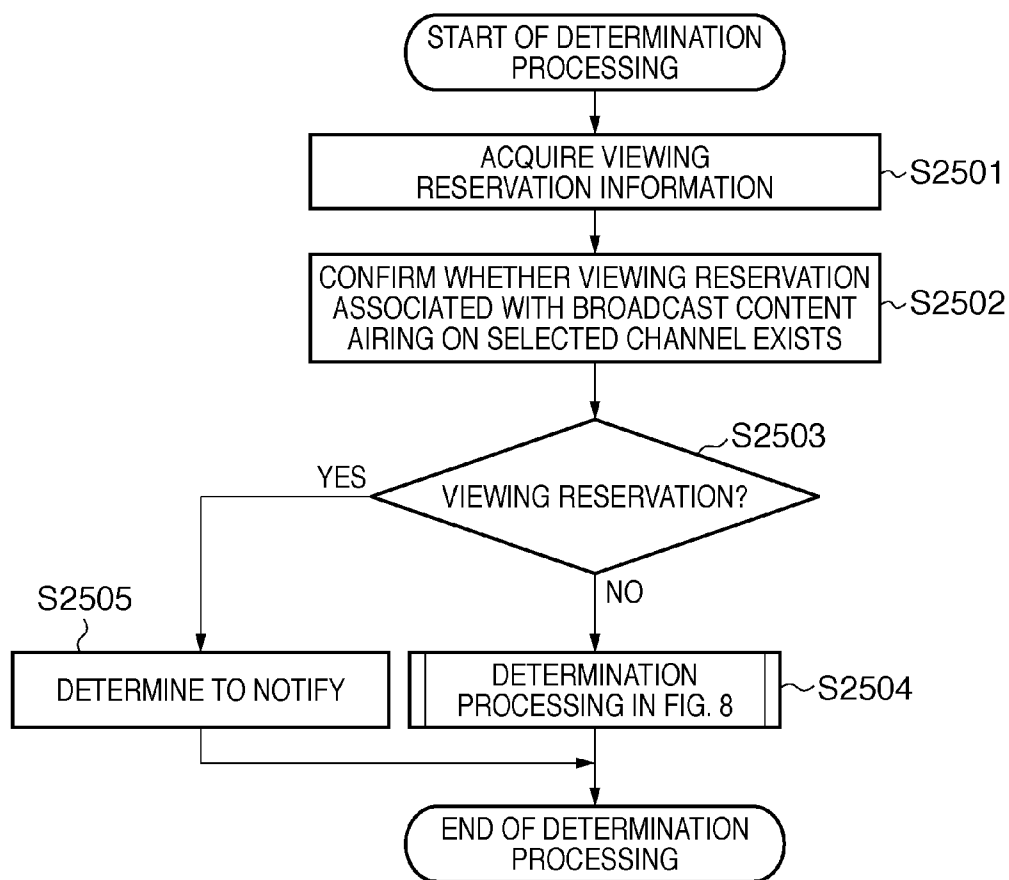 START OF DETERMINATION
PROCESSING
ACQUIRE VIEWING
RESERVATION INFORMATION
S2501
CONFIRM WHETHER VIEWING RESERVATION
ASSOCIATED WITH BROADCAST CONTENT
AIRING ON SELECTED CHANNEL EXISTS
S2502
S2503
YES
VIEWING RESERVATION?
NO
S2505
DETERMINE TO NOTIFY
DETERMINATION
PROCESSING IN FIG. 8
S2504
END OF DETERMINATION
PROCESSING